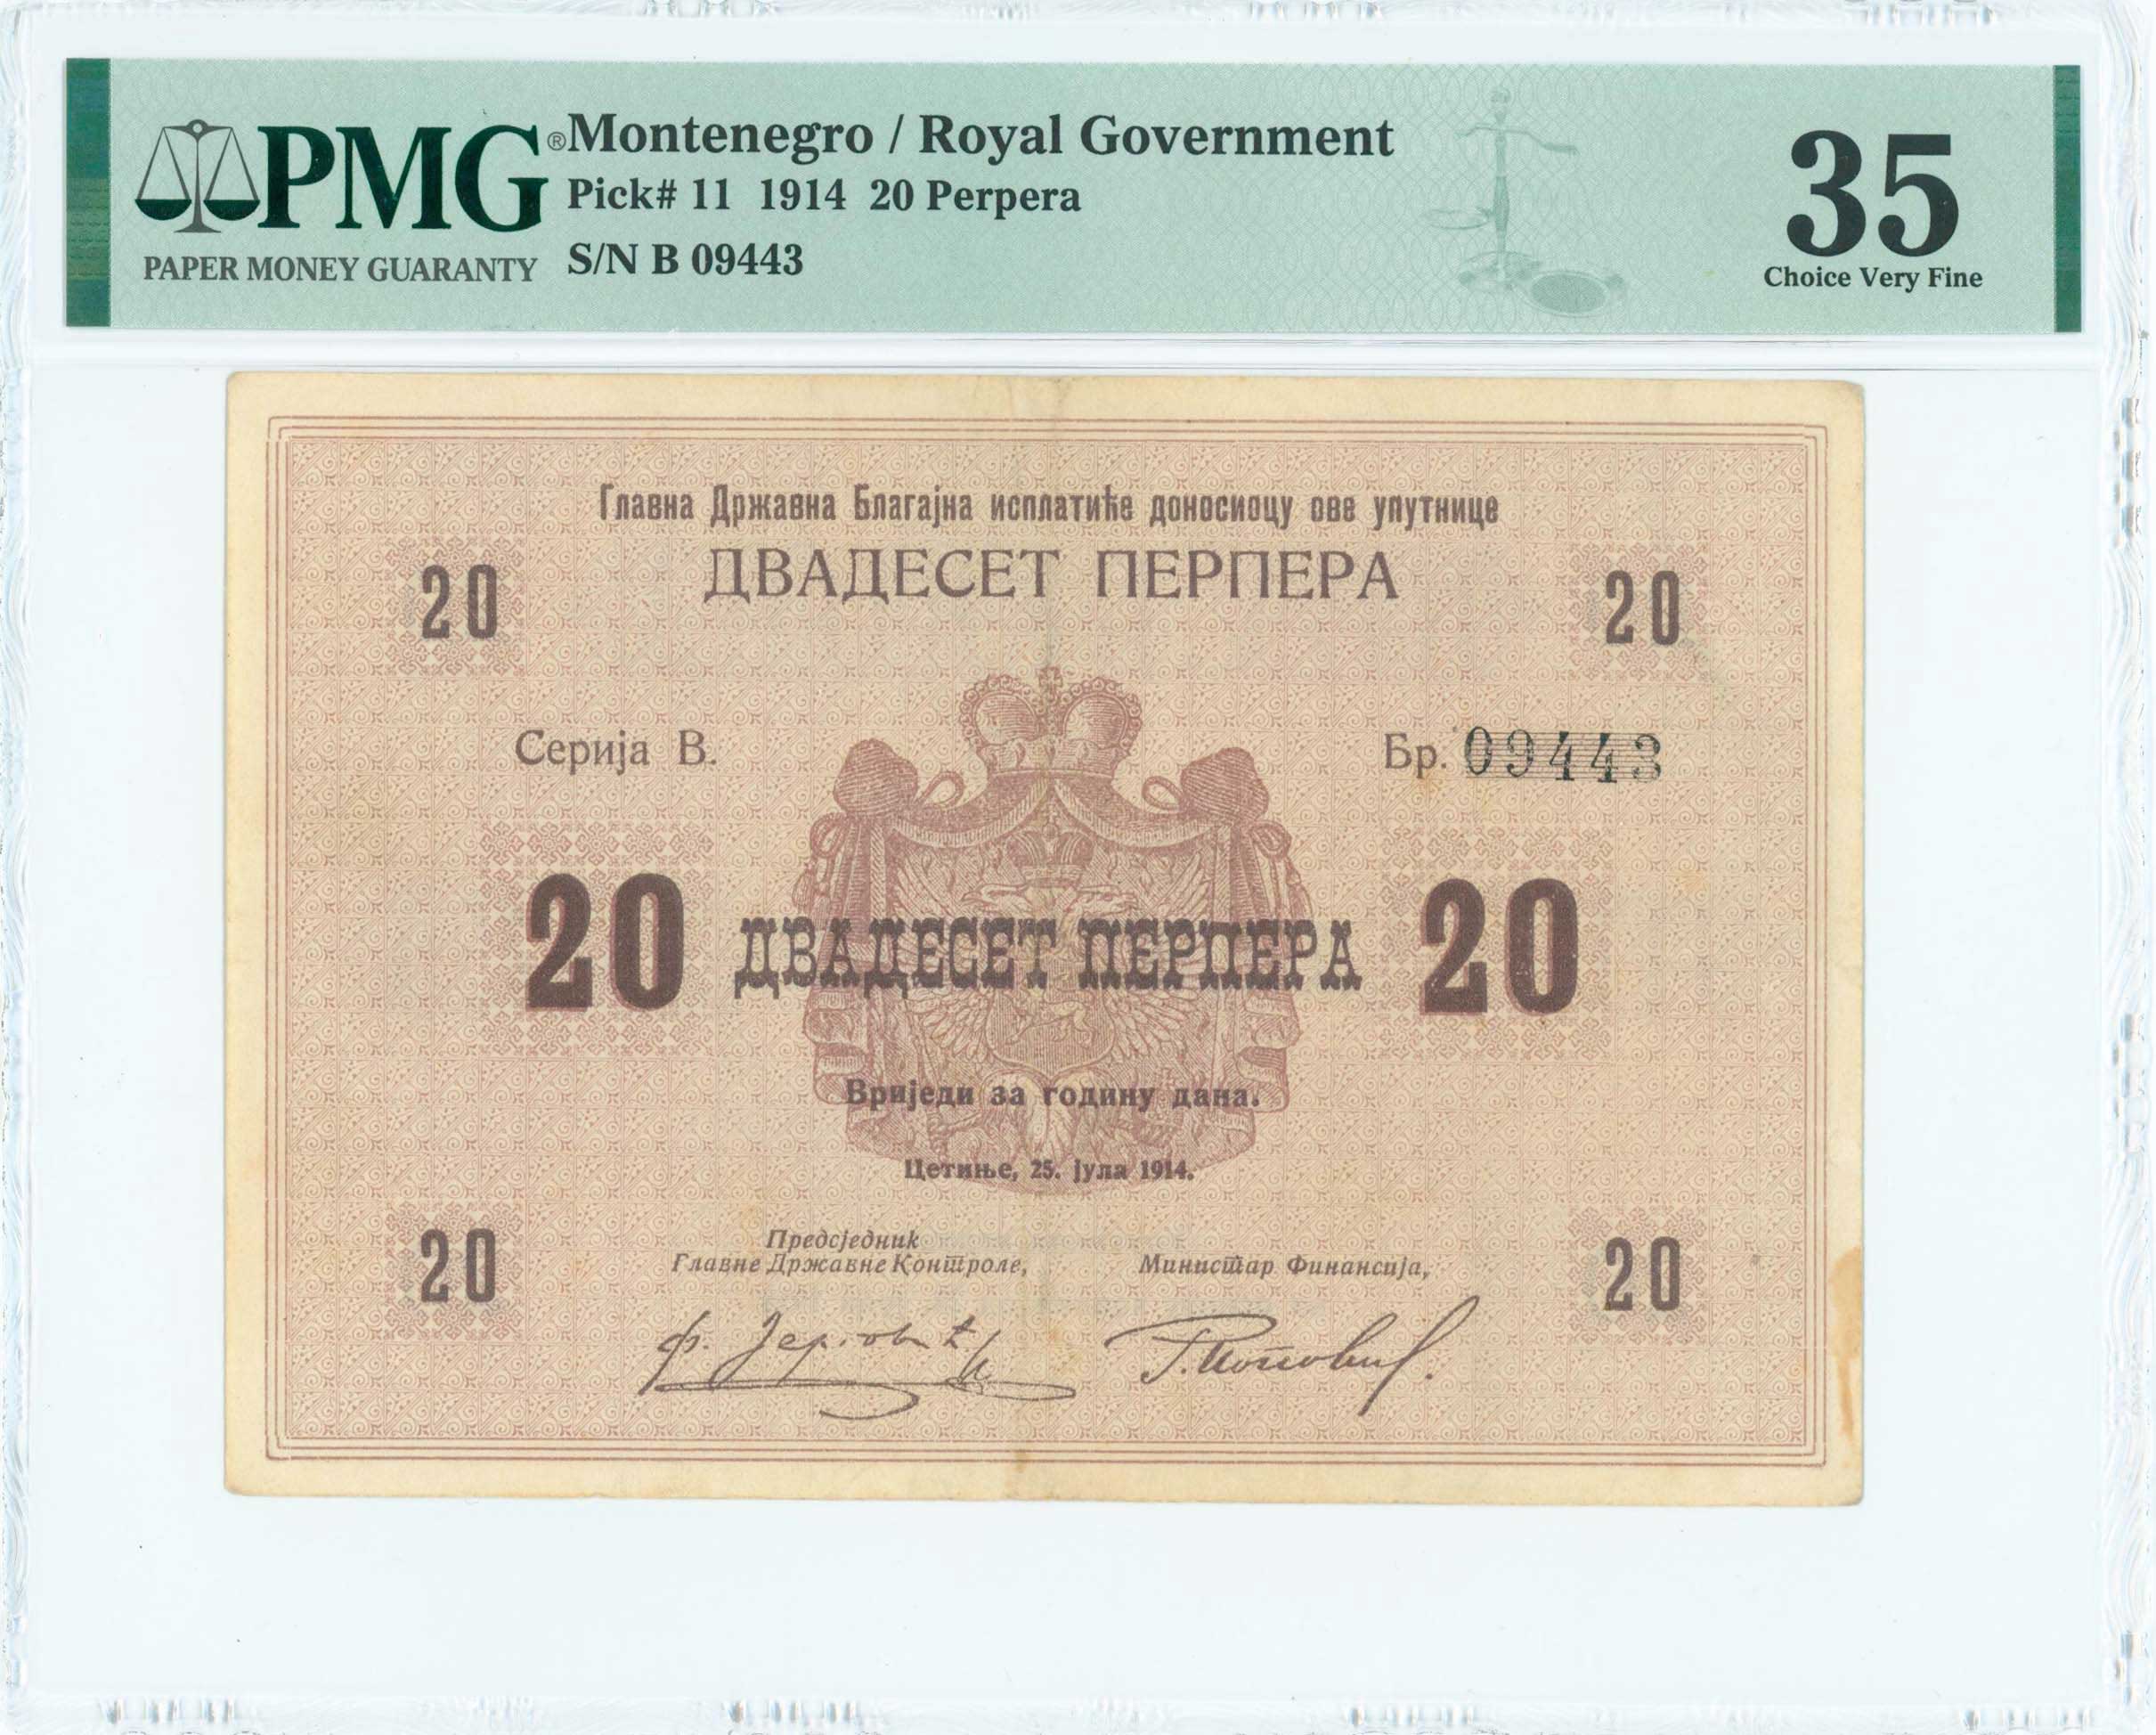 PMG®
PAPER MONEY GUARANTY
Montenegro / Royal Government
Pick# 11 1914 20 Perpera
S/N B 09443
35
Choice Very Fine
Главна Државна Благајна исплатиће доносиоцу ове упутнице
ДВАДЕСЕТ ПЕРПЕРА
20
20
Серија В.
Бр. 09443
20 ДВАДЕСЕТ ПЕРПЕРА 20
Вриједи за годину дана.
Цетиње, 25. Јула 1914.
Предсједник
Главне Државне Контроле,
Министар Финансија,
20
20